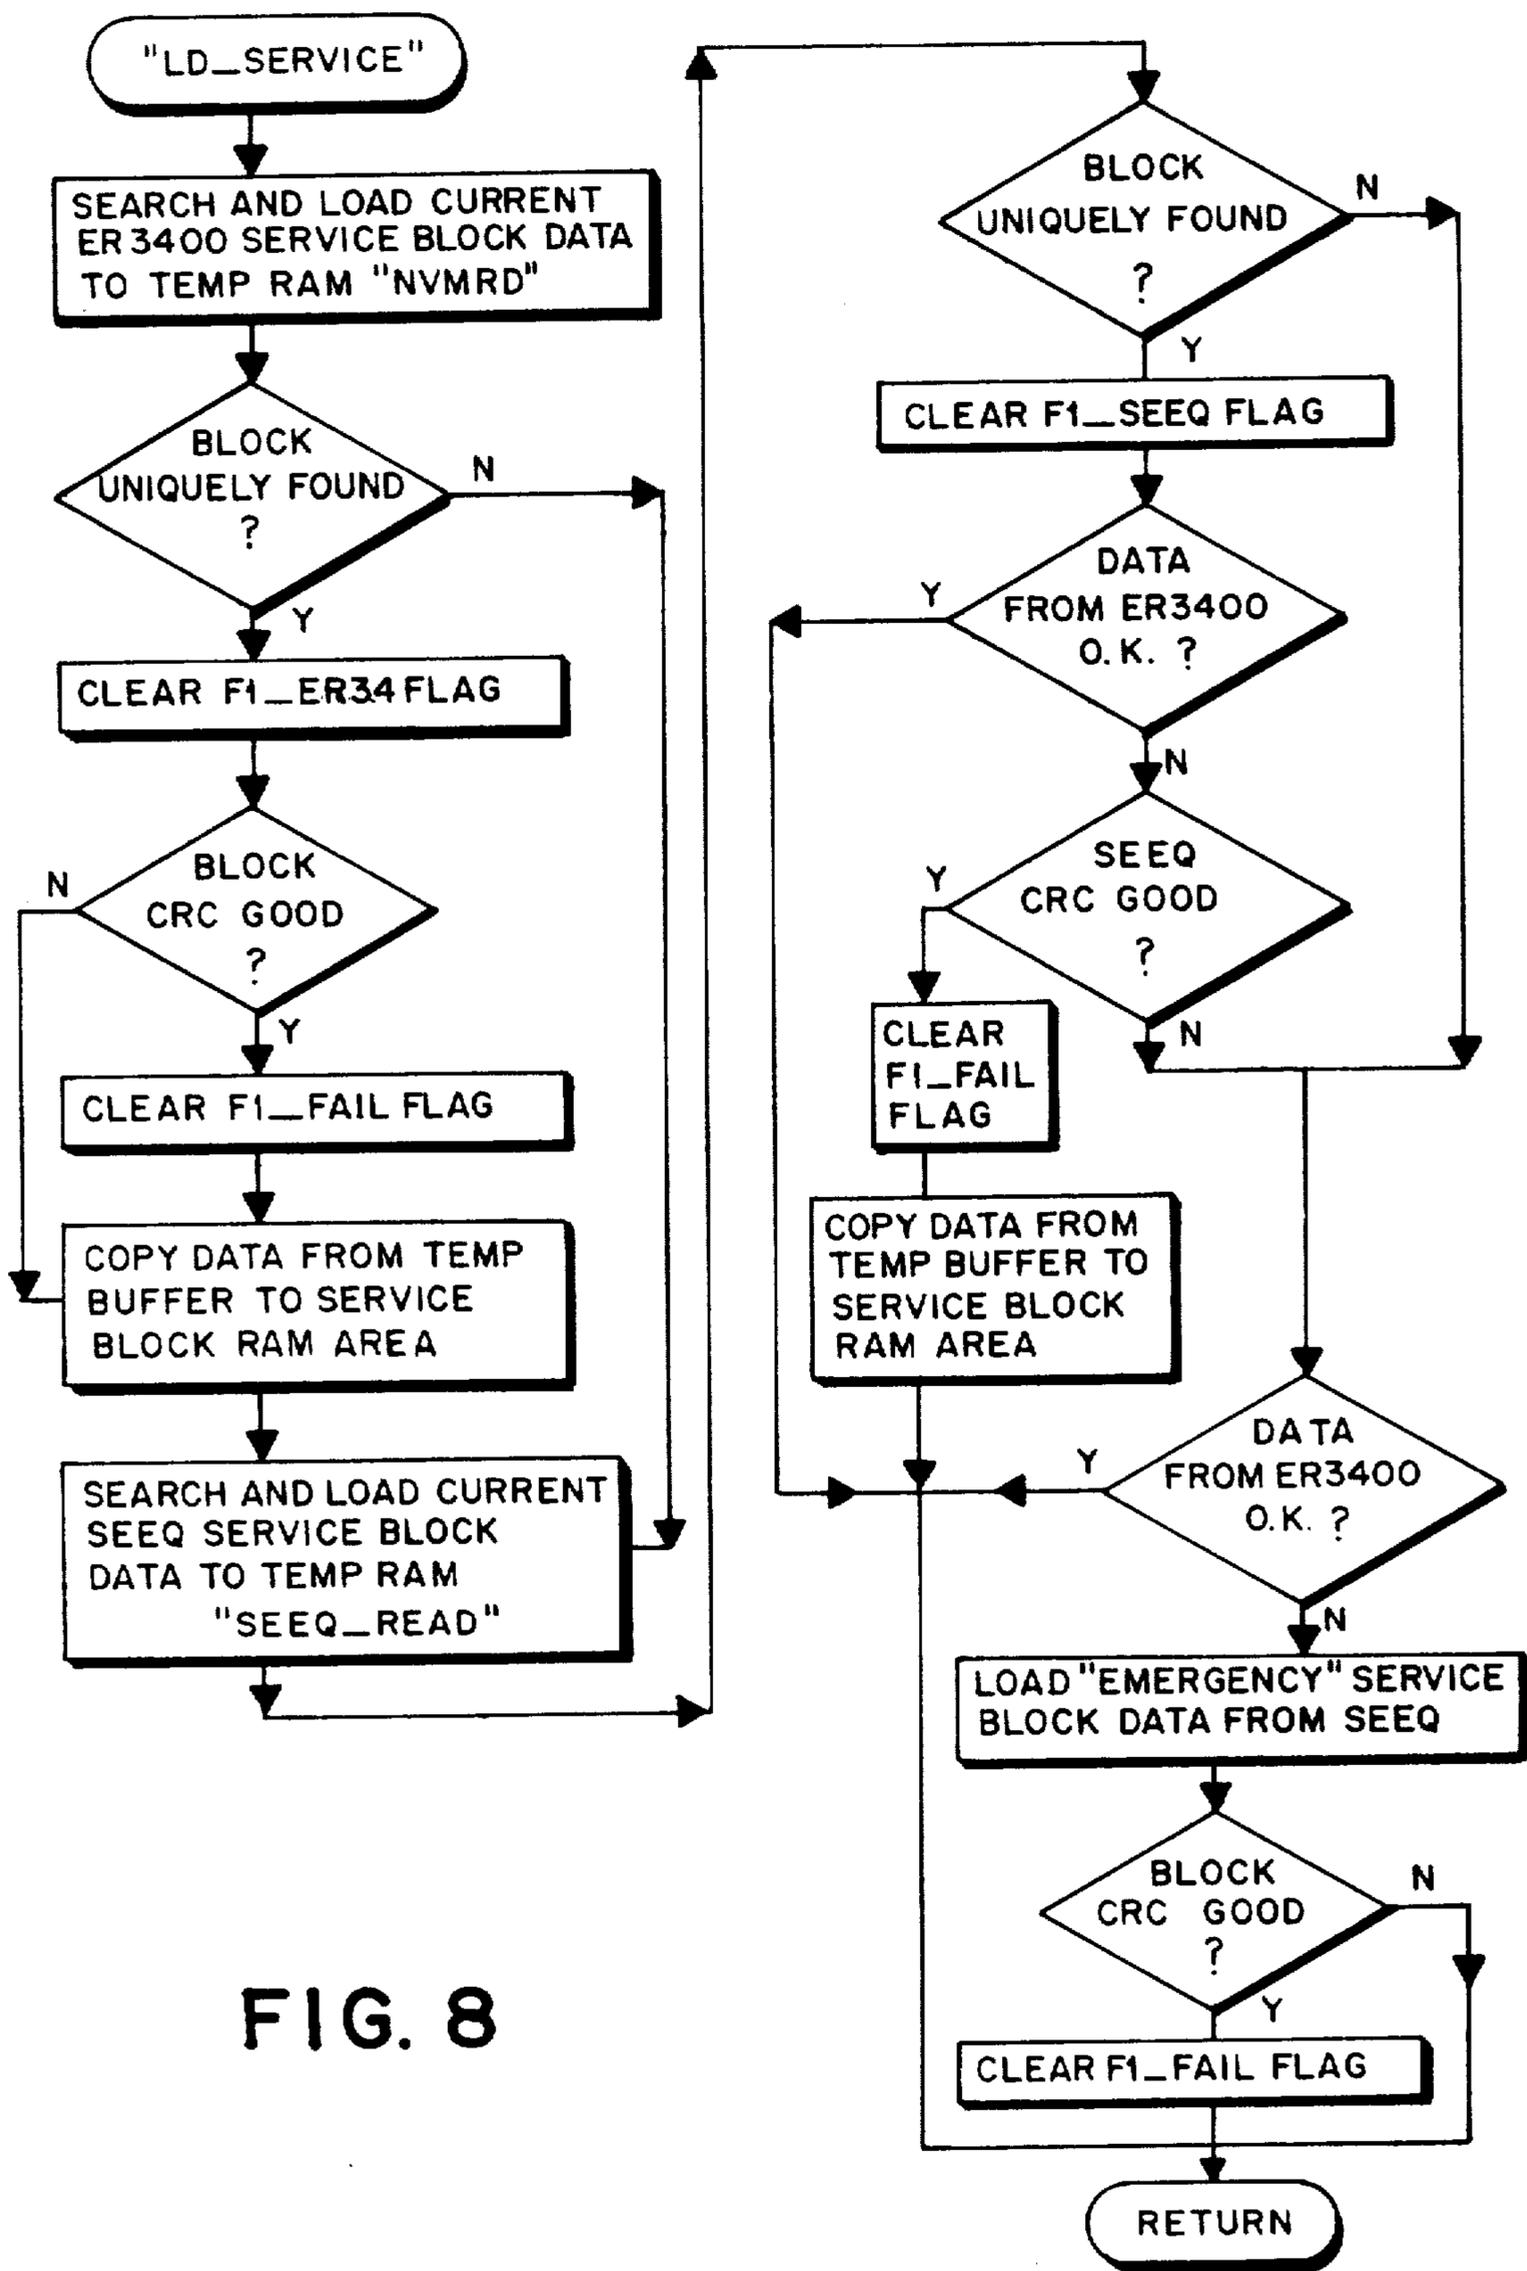 "LD_SERVICE"
SEARCH AND LOAD CURRENT
ER3400 SERVICE BLOCK DATA
TO TEMP RAM "NVMRD"
BLOCK
UNIQUELY FOUND
?
N
Y
CLEAR F1_ER34 FLAG
BLOCK
CRC GOOD
?
N
Y
CLEAR F1_FAIL FLAG
COPY DATA FROM TEMP
BUFFER TO SERVICE
BLOCK RAM AREA
SEARCH AND LOAD CURRENT
SEEQ SERVICE BLOCK
DATA TO TEMP RAM
"SEEQ_READ"
BLOCK
UNIQUELY FOUND
?
N
Y
CLEAR F1_SEEQ FLAG
DATA
FROM ER3400
O.K. ?
Y
N
SEEQ
CRC GOOD
?
Y
N
CLEAR
F1_FAIL
FLAG
COPY DATA FROM
TEMP BUFFER TO
SERVICE BLOCK
RAM AREA
DATA
FROM ER3400
O.K. ?
Y
N
LOAD "EMERGENCY" SERVICE
BLOCK DATA FROM SEEQ
BLOCK
CRC GOOD
?
N
Y
CLEAR F1_FAIL FLAG
RETURN
FIG. 8